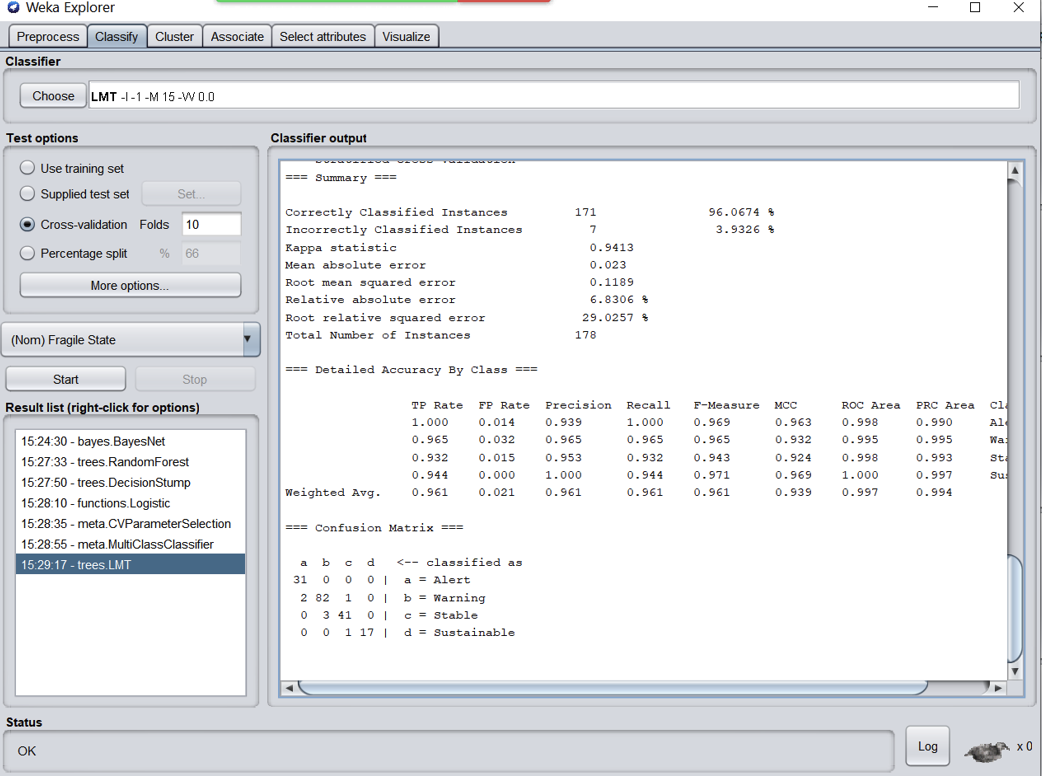 Weka Explorer
Preprocess Classify Cluster Associate Select attributes Visualize
Classifier
Choose LMT -I -1 -M 15 -W 0.0
Test options
Use training set
Supplied test set Set...
Cross-validation Folds 10
Percentage split % 66
More options...
(Nom) Fragile State
Start Stop
Result list (right-click for options)
15:24:30 - bayes.BayesNet
15:27:33 - trees.RandomForest
15:27:50 - trees.DecisionStump
15:28:10 - functions.Logistic
15:28:35 - meta.CVParameterSelection
15:28:55 - meta.MultiClassClassifier
15:29:17 - trees.LMT
Classifier output
=== Summary ===
Correctly Classified Instances 171 96.0674 %
Incorrectly Classified Instances 7 3.9326 %
Kappa statistic 0.9413
Mean absolute error 0.023
Root mean squared error 0.1189
Relative absolute error 6.8306 %
Root relative squared error 29.0257 %
Total Number of Instances 178
=== Detailed Accuracy By Class ===
TP Rate FP Rate Precision Recall F-Measure MCC ROC Area PRC Area Cl
1.000 0.014 0.939 1.000 0.969 0.963 0.998 0.990 Al
0.965 0.032 0.965 0.965 0.965 0.932 0.995 0.995 Wa
0.932 0.015 0.953 0.932 0.943 0.924 0.998 0.993 St
0.944 0.000 1.000 0.944 0.971 0.969 1.000 0.997 Su
Weighted Avg. 0.961 0.021 0.961 0.961 0.961 0.939 0.997 0.994
=== Confusion Matrix ===
a b c d <-- classified as
31 0 0 0 | a = Alert
2 82 1 0 | b = Warning
0 3 41 0 | c = Stable
0 0 1 17 | d = Sustainable
Status
OK
Log
x 0